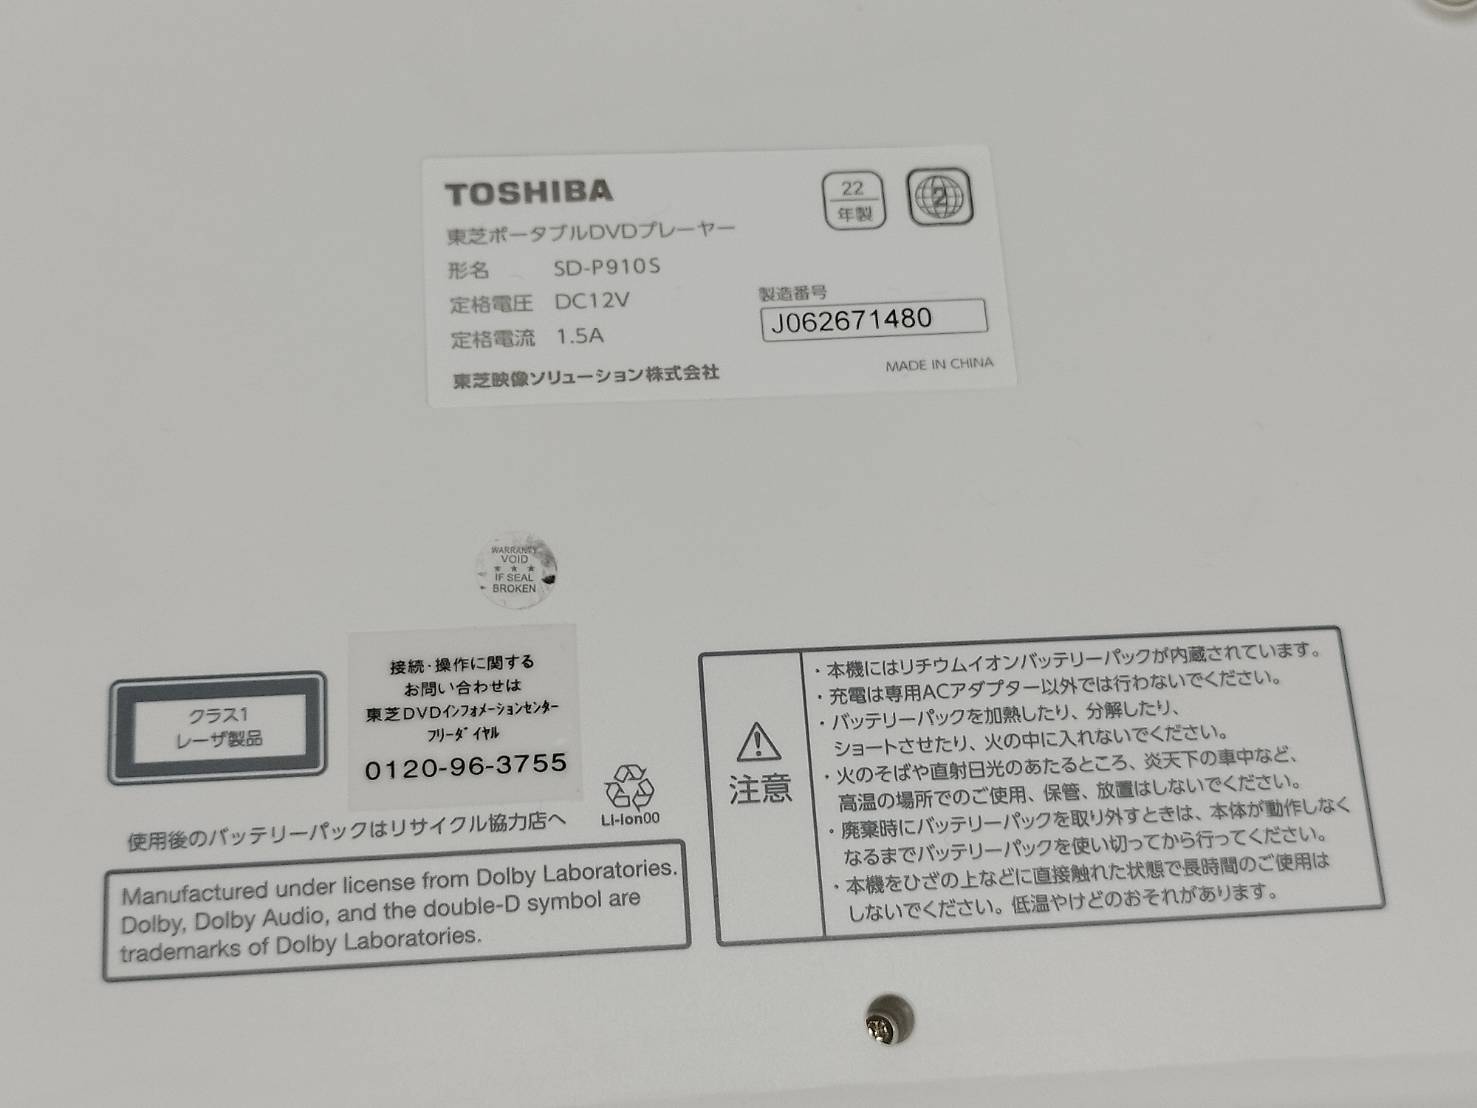 TOSHIBA
22
年製
2
東芝ポータブルDVDプレーヤー
形名 SD-P910S
定格電圧 DC12V
定格電流 1.5A
製造番号
J062671480
東芝映像ソリューション株式会社
MADE IN CHINA
WARRANTY
VOID
IF SEAL
BROKEN
クラス1
レーザ製品
接続・操作に関する
お問い合わせは
東芝DVDインフォメーションセンター
フリーダイヤル
0120-96-3755
Li-Ion00
使用後のバッテリーパックはリサイクル協力店へ
Manufactured under license from Dolby Laboratories.
Dolby, Dolby Audio, and the double-D symbol are
trademarks of Dolby Laboratories.
注意
・本機にはリチウムイオンバッテリーパックが内蔵されています。
・充電は専用ACアダプター以外では行わないでください。
・バッテリーパックを加熱したり、分解したり、
ショートさせたり、火の中に入れないでください。
・火のそばや直射日光のあたるところ、炎天下の車中など、
高温の場所でのご使用、保管、放置はしないでください。
・廃棄時にバッテリーパックを取り外すときは、本体が動作しなく
なるまでバッテリーパックを使い切ってから行ってください。
・本機をひざの上などに直接触れた状態で長時間のご使用は
しないでください。低温やけどのおそれがあります。